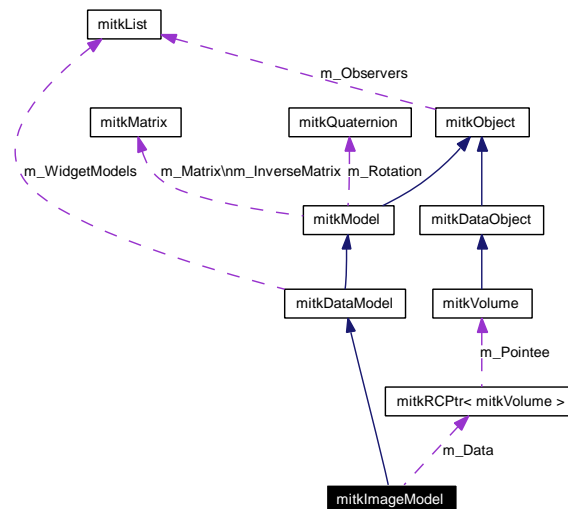 mitkList
m_Observers
mitkMatrix
mitkQuaternion
mitkObject
m_WidgetModels
m_Matrix\nm_InverseMatrix
m_Rotation
mitkModel
mitkDataObject
mitkDataModel
mitkVolume
m_Pointee
mitkRCPtr< mitkVolume >
m_Data
mitkImageModel